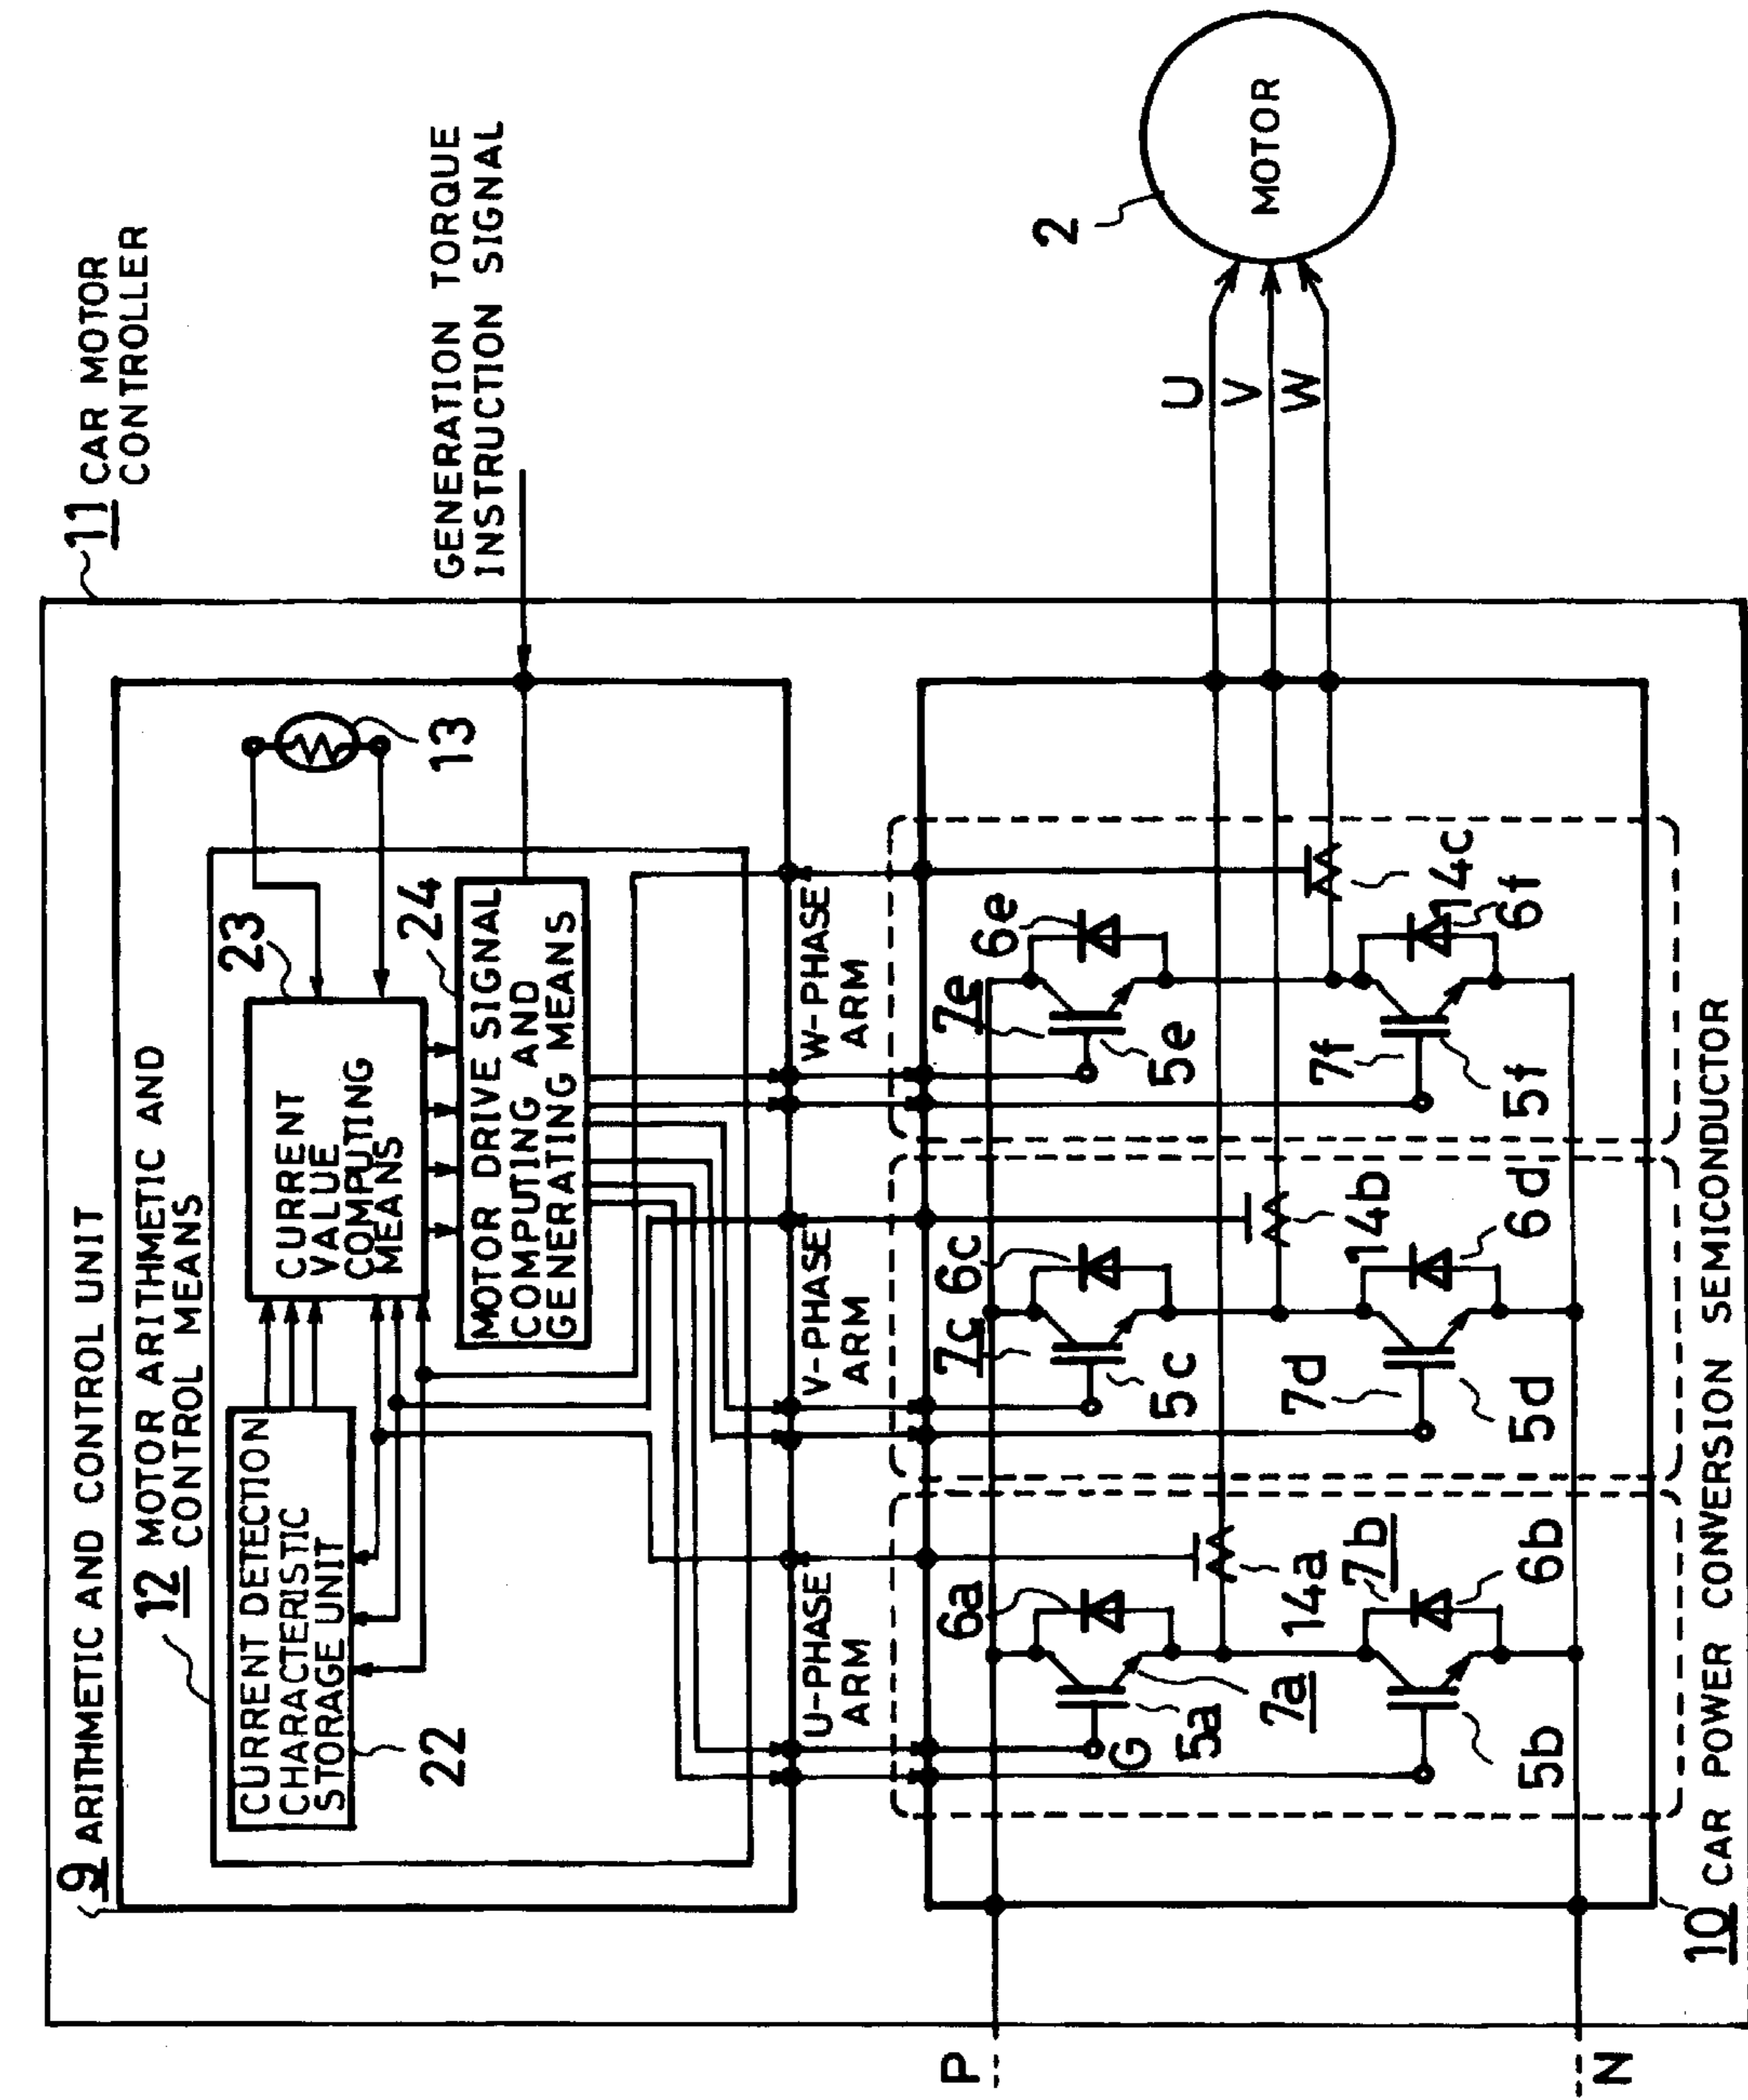 11 CAR MOTOR
CONTROLLER
9 ARITHMETIC AND CONTROL UNIT
12 MOTOR ARITHMETIC AND
CONTROL MEANS
GENERATION TORQUE
INSTRUCTION SIGNAL
CURRENT DETECTION
CHARACTERISTIC
STORAGE UNIT
22
CURRENT
VALUE
COMPUTING
MEANS
23
13
24
MOTOR DRIVE SIGNAL
COMPUTING AND
GENERATING MEANS
U-PHASE
ARM
V-PHASE
ARM
W-PHASE
ARM
6a
6c
6e
7c
7e
G
5a
7a
14a
5c
5e
7b
14b
14c
7d
7f
6b
6d
6f
5b
5d
5f
P
N
U
V
W
2
MOTOR
10 CAR POWER CONVERSION SEMICONDUCTOR